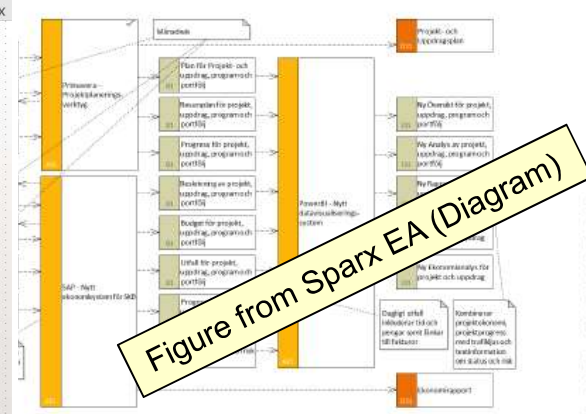 x
Månadsvis
Projekt- och
Uppdragsplan
Primavera -
Projektplanerings-
verktyg
Plan för Projekt- och
uppdrag, program och
portfölj
Resursplan för projekt,
uppdrag, program och
portfölj
Progress för projekt,
uppdrag, program och
portfölj
Beskrivning av projekt,
uppdrag, program och
portfölj
Budget för projekt,
uppdrag, program och
portfölj
Utfall för projekt,
uppdrag, program och
portfölj
SAP - Nytt
ekonomisystem för SKB
PowerBI - Nytt
datavisualiserings-
system
Ny Översikt för projekt,
uppdrag, program och
portfölj
Ny Analys av projekt,
uppdrag, program och
portfölj
Ny
uppdrag
Ny Ekonomianalys för
projekt och uppdrag
Dagligt utfall
inkluderar tid och
pengar samt länkar
till fakturor
Kombinerar
projektekonomi,
projektprogress
med trafikljus och
textinformation
om status och risk
Ekonomirapport
Figure from Sparx EA (Diagram)